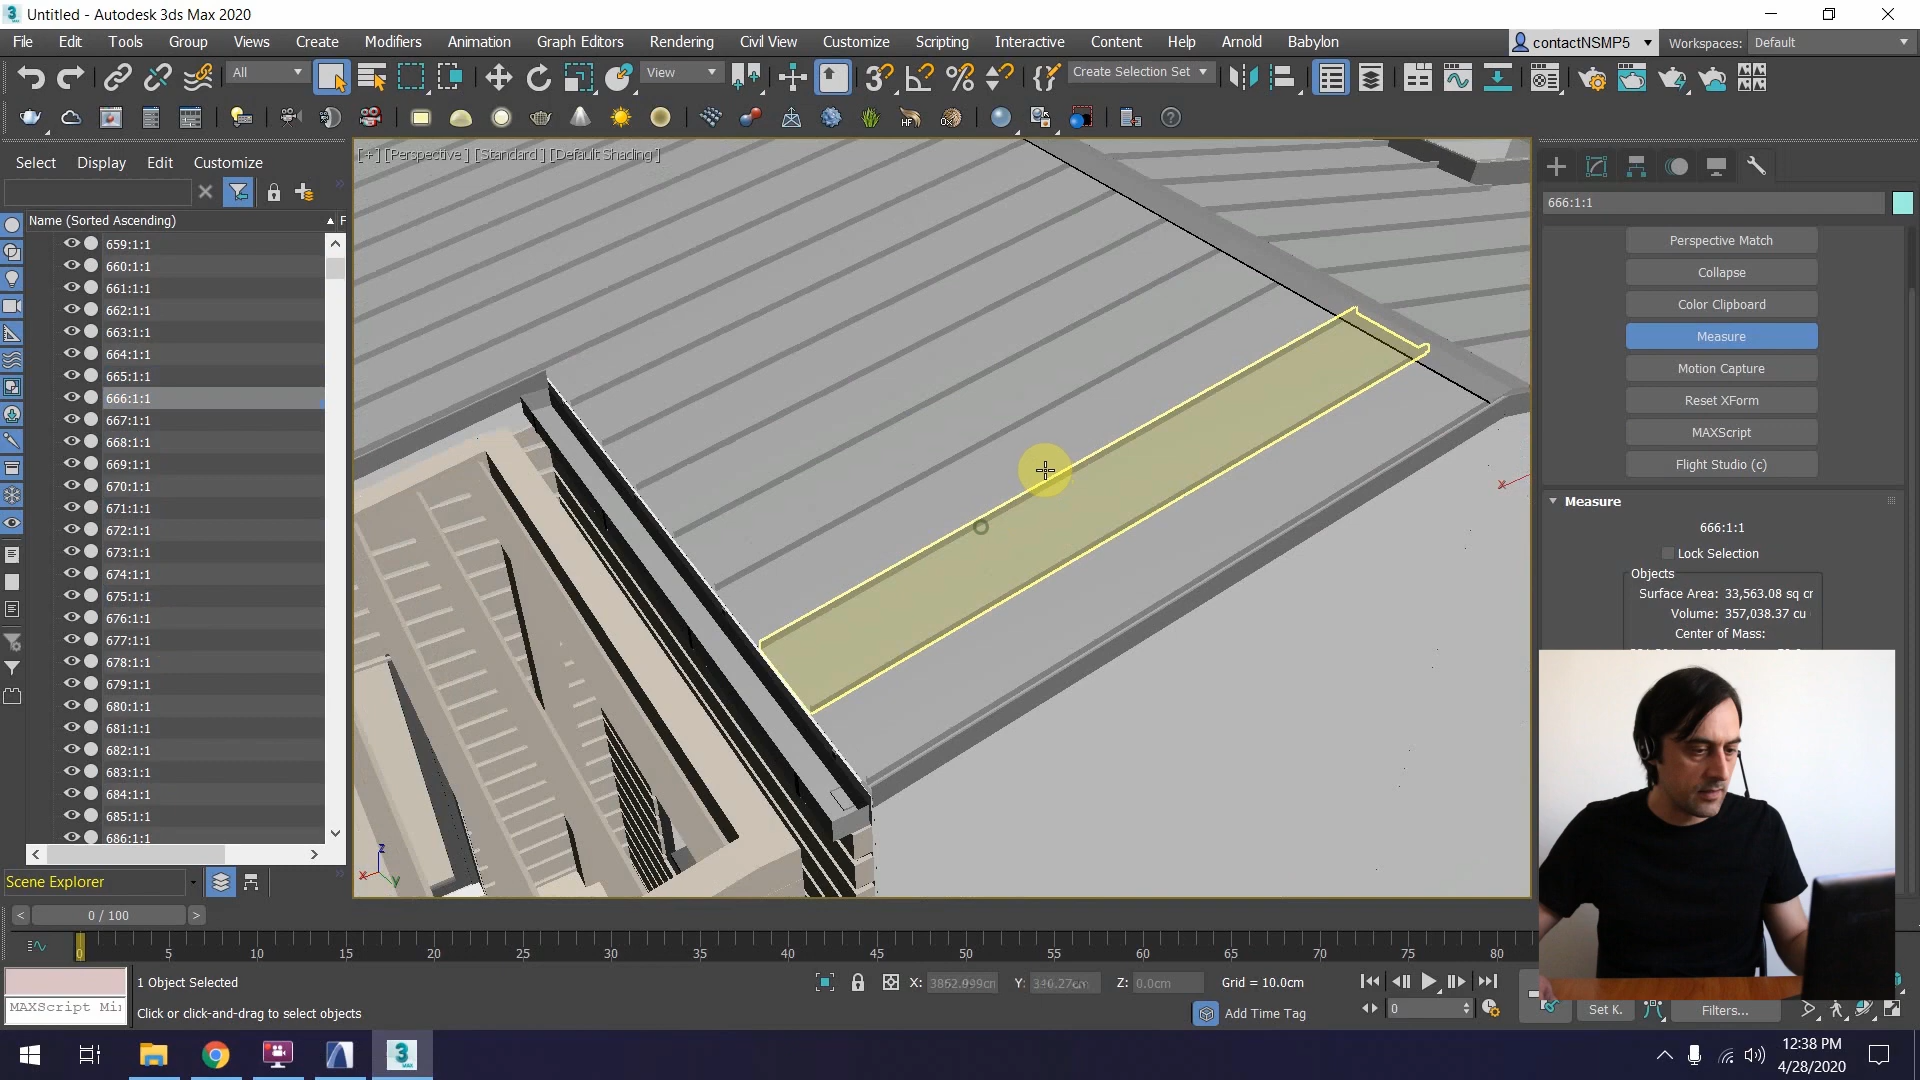 Untitled - Autodesk 3ds Max 2020
File Edit Tools Group Views Create Modifiers Animation Graph Editors Rendering Civil View Customize Scripting Interactive Content Help Arnold Babylon
contactNSMP5 Workspaces: Default
All View Create Selection Set
Select Display Edit Customize
[+] [Perspective] [Standard] [Default Shading]
Name (Sorted Ascending) F
659:1:1
660:1:1
661:1:1
662:1:1
663:1:1
664:1:1
665:1:1
666:1:1
667:1:1
668:1:1
669:1:1
670:1:1
671:1:1
672:1:1
673:1:1
674:1:1
675:1:1
676:1:1
677:1:1
678:1:1
679:1:1
680:1:1
681:1:1
682:1:1
683:1:1
684:1:1
685:1:1
686:1:1
Scene Explorer
666:1:1
Perspective Match
Collapse
Color Clipboard
Measure
Motion Capture
Reset XForm
MAXScript
Flight Studio (c)
Measure
666:1:1
Lock Selection
Objects
Surface Area: 33,563.08 sq cr
Volume: 357,038.37 cu
Center of Mass:
x
z
x
y
0 / 100
0 5 10 15 20 25 30 35 40 45 50 55 60 65 70 75 80
1 Object Selected
X: 3852.999cn Y: 346.27cm Z: 0.0cm Grid = 10.0cm
MAXScript Mi
Click or click-and-drag to select objects
Add Time Tag
0
Set K. Filters...
12:38 PM
4/28/2020